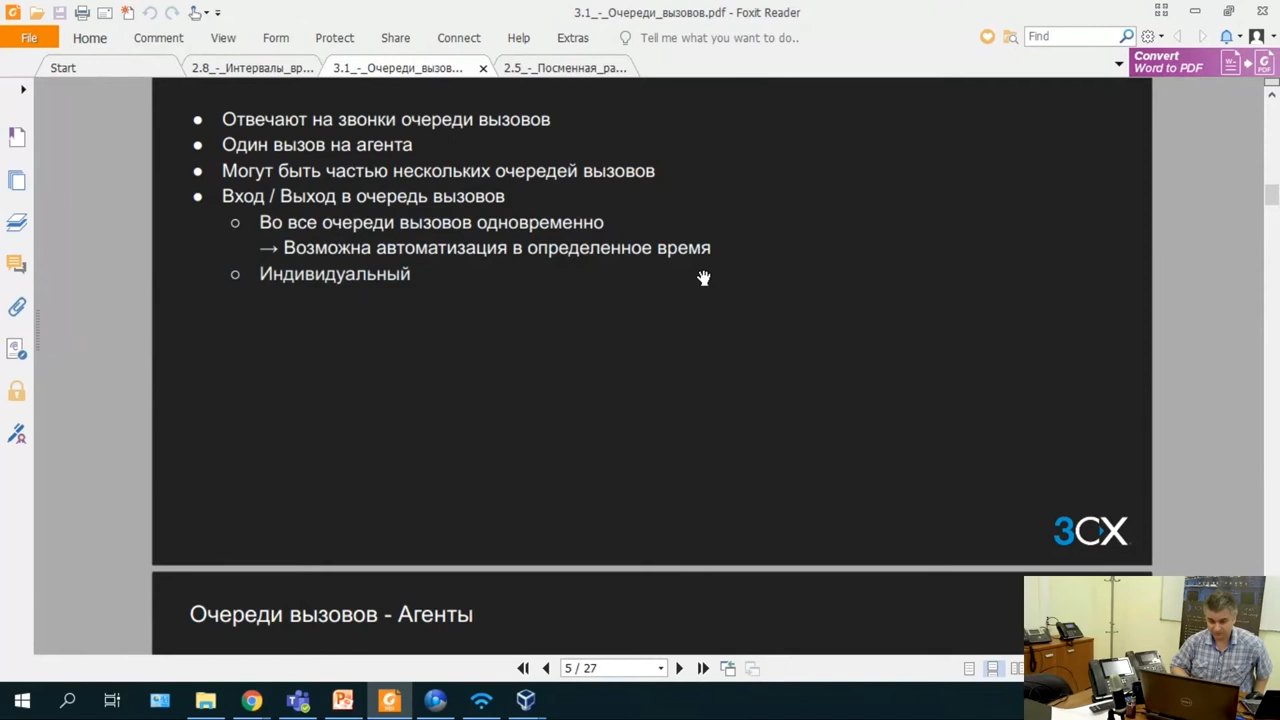 3.1_-_Очереди_вызовов.pdf - Foxit Reader
File Home Comment View Form Protect Share Connect Help Extras Tell me what you want to do.. Find
Start 2.8_-_Интервалы_вр... 3.1_-_Очереди_вызов... 2.5_-_Посменная_ра...
Convert
Word to PDF
Отвечают на звонки очереди вызовов
Один вызов на агента
Могут быть частью нескольких очередей вызовов
Вход / Выход в очередь вызовов
Во все очереди вызовов одновременно
→ Возможна автоматизация в определенное время
Индивидуальный
3CX
Очереди вызовов - Агенты
5 / 27